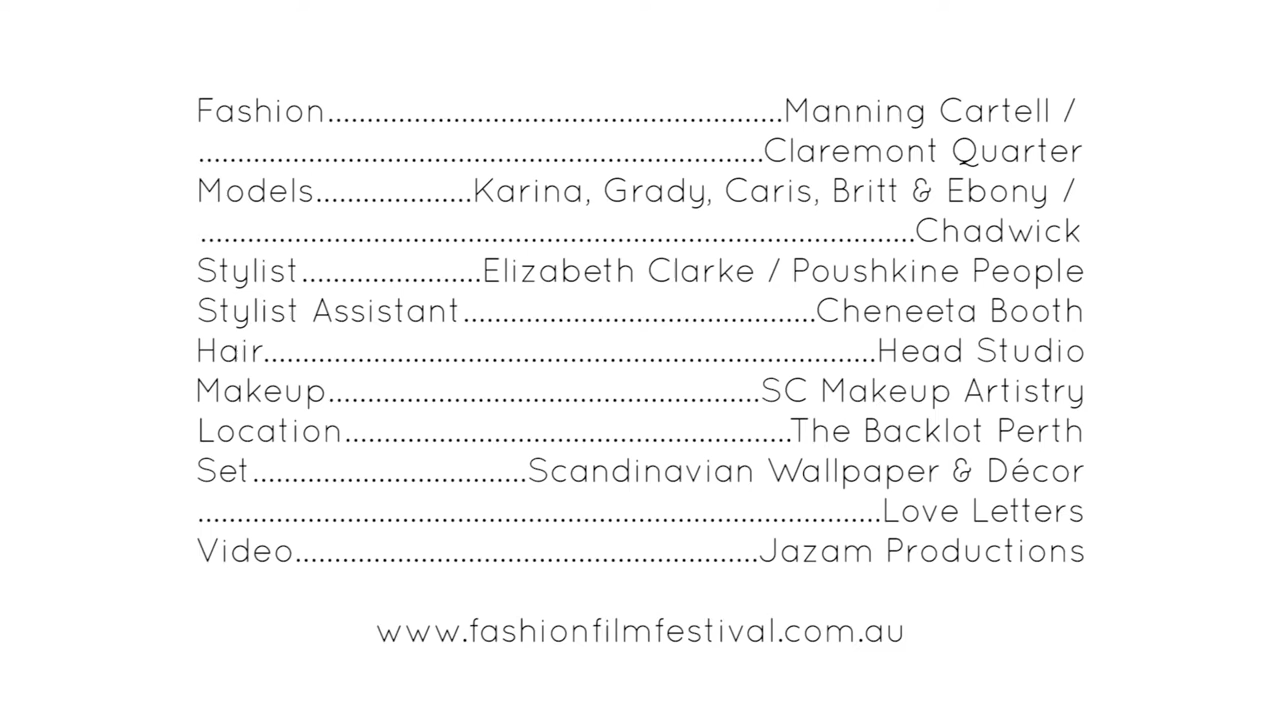 Fashion.................................................Manning Cartell /
.............................................................Claremont Quarter
Models.................Karina, Grady, Caris, Britt & Ebony /
.............................................................................Chadwick
Stylist...................Elizabeth Clarke / Poushkine People
Stylist Assistant......................................Cheneeta Booth
Hair..................................................................Head Studio
Makeup..............................................SC Makeup Artistry
Location................................................The Backlot Perth
Set.............................Scandinavian Wallpaper & Décor
.........................................................................Love Letters
Video..................................................Jazam Productions
www.fashionfilmfestival.com.au